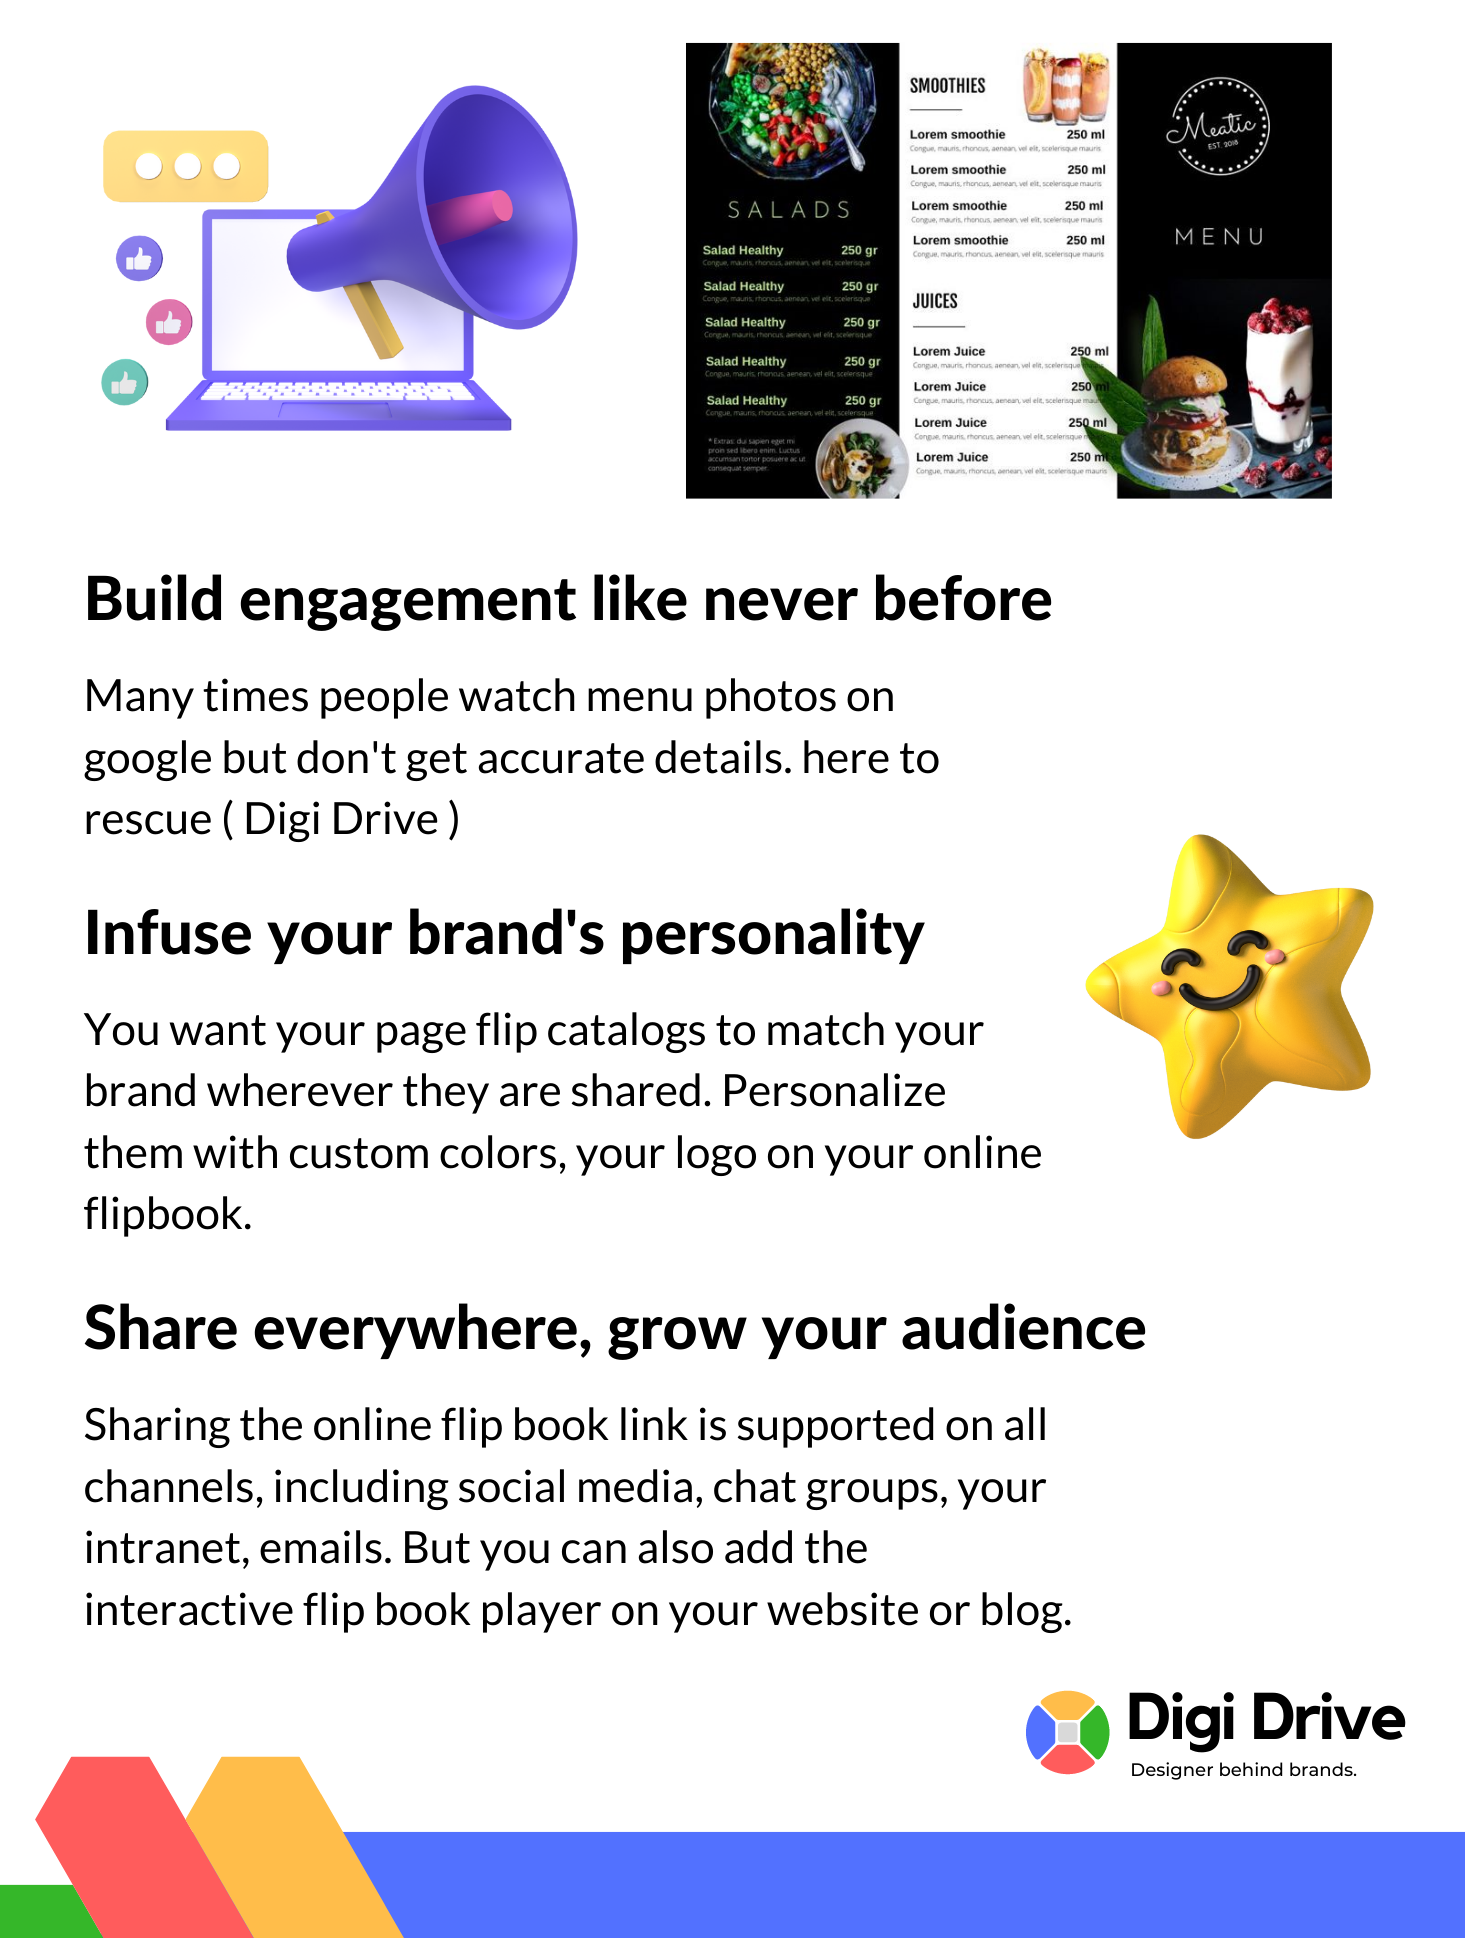 SALADS
Salad Healthy 250 gr
Congue, mauris, rhoncus, aenean, vel elit, scelerisque
Salad Healthy 250 gr
Congue, mauris, rhoncus, aenean, vel elit, scelerisque
Salad Healthy 250 gr
Congue, mauris, rhoncus, aenean, vel elit, scelerisque
Salad Healthy 250 gr
Congue, mauris, rhoncus, aenean, vel elit, scelerisque
Salad Healthy 250 gr
Congue, mauris, rhoncus, aenean, vel elit, scelerisque
* Extras: dui sapien eget mi
proin sed libero enim. Luctus
accumsan tortor posuere ac ut
consequat semper.
SMOOTHIES
Lorem smoothie 250 ml
Congue, mauris, rhoncus, aenean, vel elit, scelerisque mauris
Lorem smoothie 250 ml
Congue, mauris, rhoncus, aenean, vel elit, scelerisque mauris
Lorem smoothie 250 ml
Congue, mauris, rhoncus, aenean, vel elit, scelerisque mauris
Lorem smoothie 250 ml
Congue, mauris, rhoncus, aenean, vel elit, scelerisque mauris
JUICES
Lorem Juice 250 ml
Congue, mauris, rhoncus, aenean, vel elit, scelerisque
Lorem Juice 250 ml
Congue, mauris, rhoncus, aenean, vel elit, scelerisque
Lorem Juice 250 ml
Congue, mauris, rhoncus, aenean, vel elit, scelerisque
Lorem Juice 250
Congue, mauris, rhoncus, aenean, vel elit, scelerisque mauris
Meatic
EST. 2018
MENU
Build engagement like never before
Many times people watch menu photos on
google but don't get accurate details. here to
rescue ( Digi Drive )
Infuse your brand's personality
You want your page flip catalogs to match your
brand wherever they are shared. Personalize
them with custom colors, your logo on your online
flipbook.
Share everywhere, grow your audience
Sharing the online flip book link is supported on all
channels, including social media, chat groups, your
intranet, emails. But you can also add the
interactive flip book player on your website or blog.
Digi Drive
Designer behind brands.